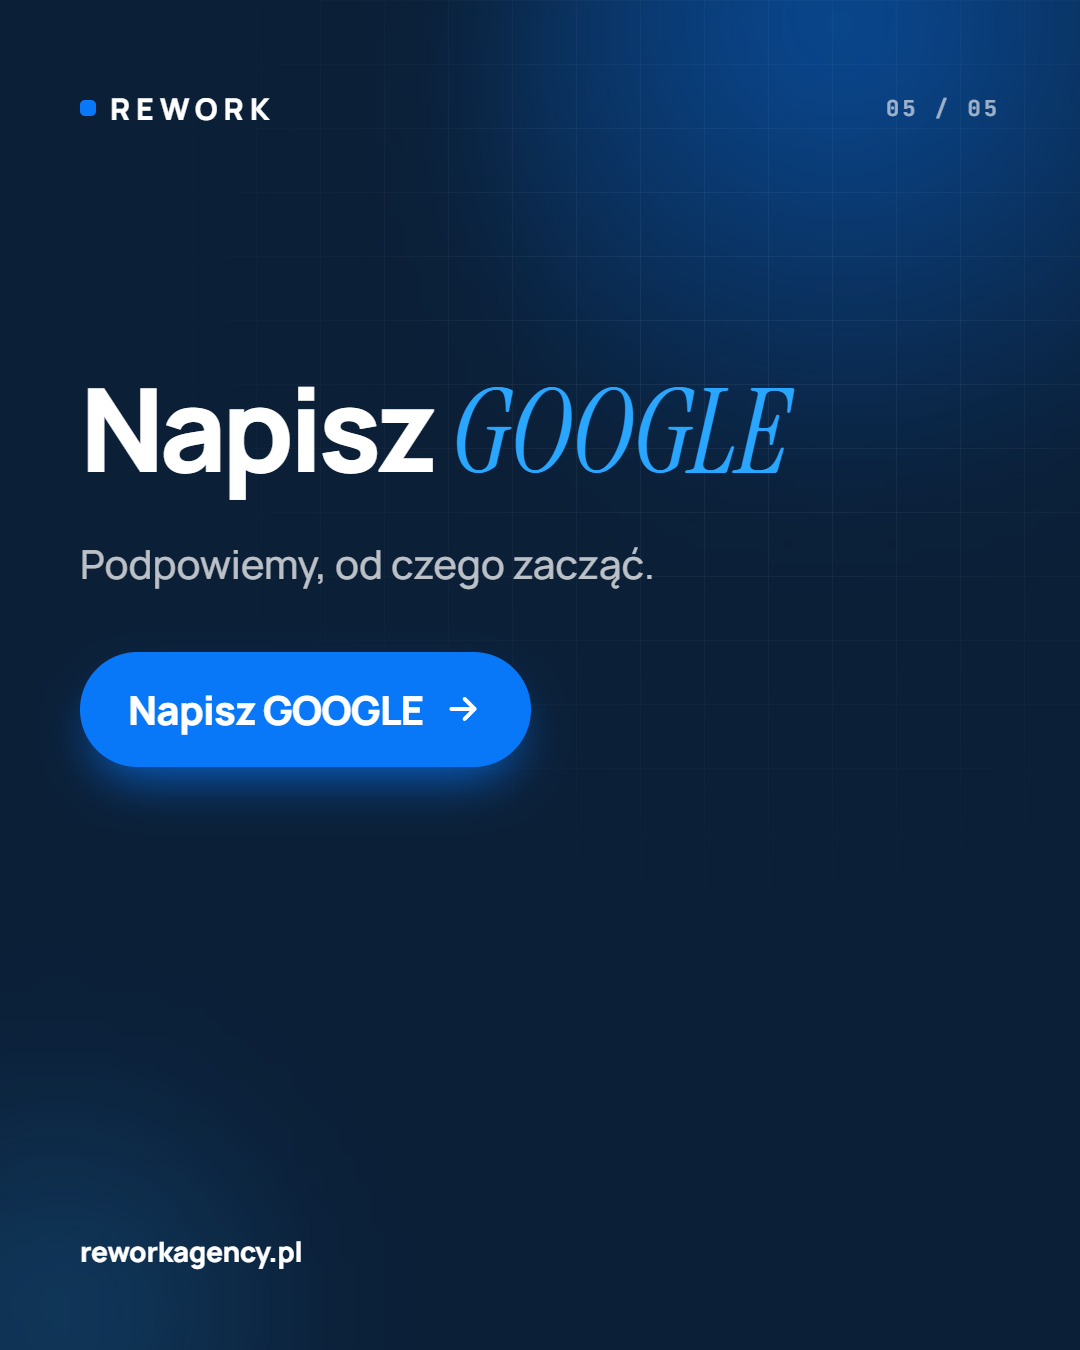 REWORK
05 / 05
Napisz GOOGLE
Podpowiemy, od czego zacząć.
Napisz GOOGLE →
reworkagency.pl